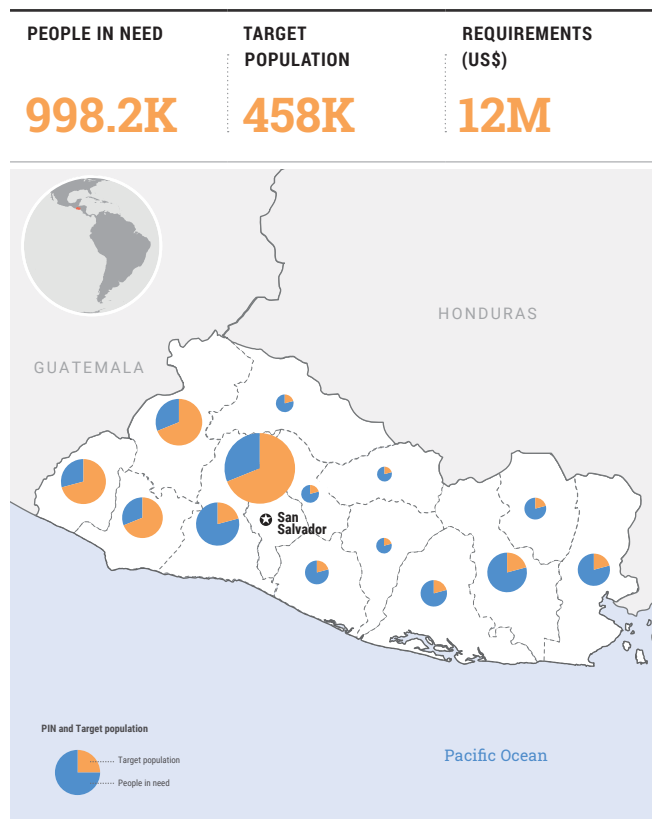 PEOPLE IN NEED
998.2K
TARGET
POPULATION
458K
REQUIREMENTS
(US$)
12M
HONDURAS
GUATEMALA
San
Salvador
PIN and Target population
Target population
People in need
Pacific Ocean